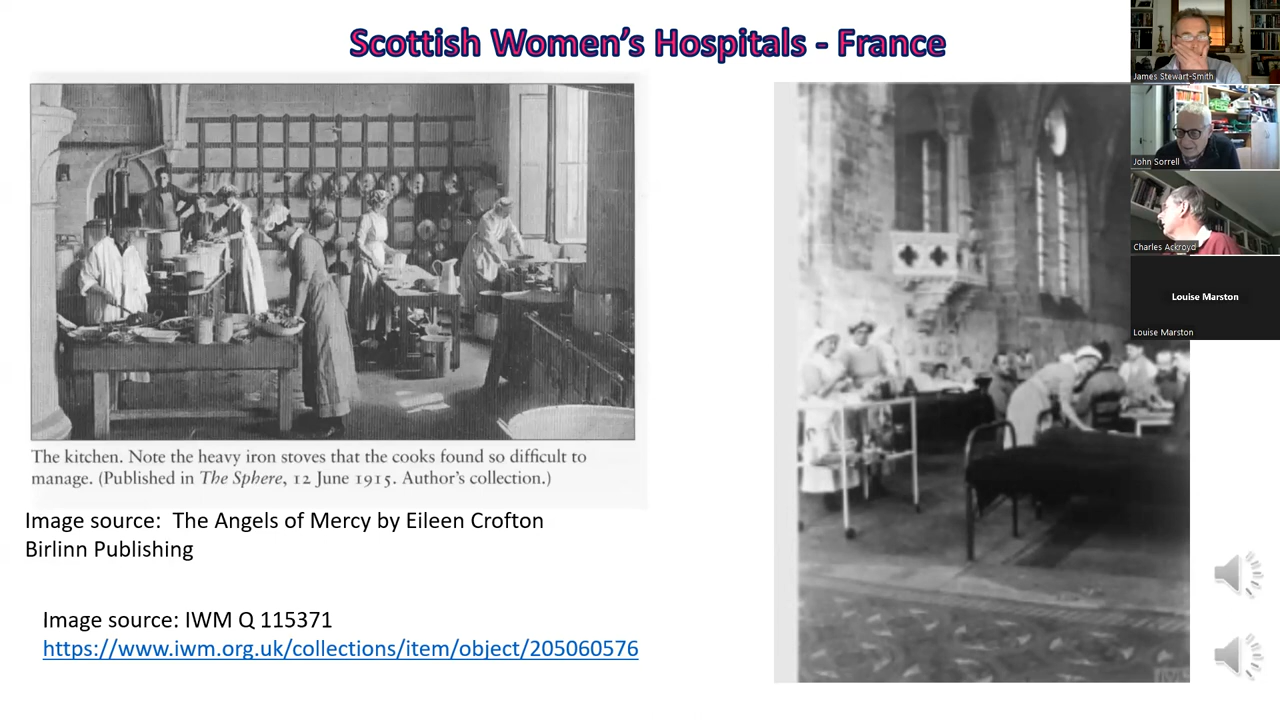 Scottish Women's Hospitals - France
James Stewart-Smith
John Sorrell
Charles Ackroyd
Louise Marston
Louise Marston
The kitchen. Note the heavy iron stoves that the cooks found so difficult to
manage. (Published in The Sphere, 12 June 1915. Author's collection.)
Image source:  The Angels of Mercy by Eileen Crofton
Birlinn Publishing
Image source: IWM Q 115371
https://www.iwm.org.uk/collections/item/object/205060576